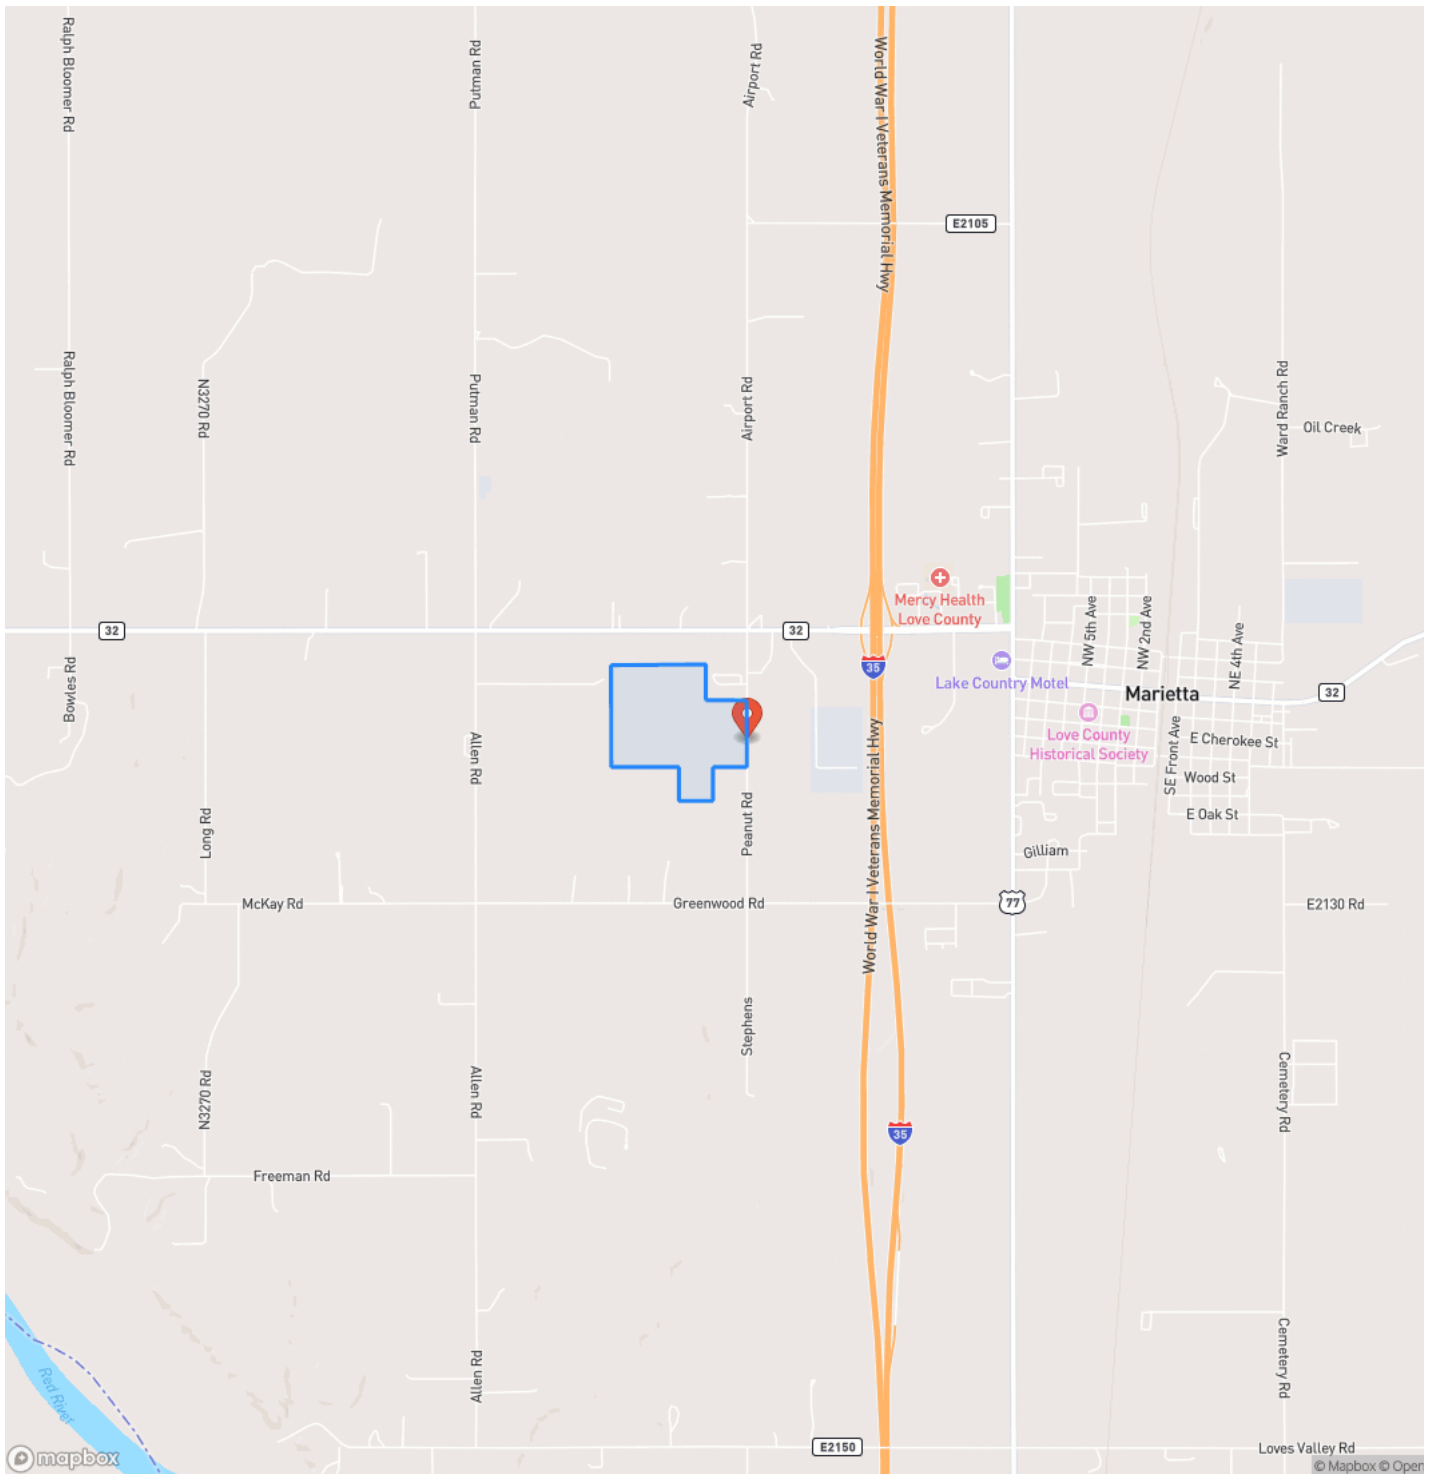 Ralph Bloomer Rd
Putman Rd
Airport Rd
World War I Veterans Memorial Hwy
E2105
Ralph Bloomer Rd
N3270 Rd
Putman Rd
Airport Rd
Ward Ranch Rd
Oil Creek
Mercy Health
Love County
NW 5th Ave
NW 2nd Ave
NE 4th Ave
32
32
35
Bowles Rd
Lake Country Motel
Marietta
32
Love County
Historical Society
E Cherokee St
SE Front Ave
Wood St
E Oak St
Allen Rd
Long Rd
Peanut Rd
World War I Veterans Memorial Hwy
Gilliam
McKay Rd
Greenwood Rd
77
E2130 Rd
Stephens
N3270 Rd
Allen Rd
Cemetery Rd
35
Freeman Rd
Red River
Allen Rd
Cemetery Rd
E2150
Loves Valley Rd
mapbox
© Mapbox © Open